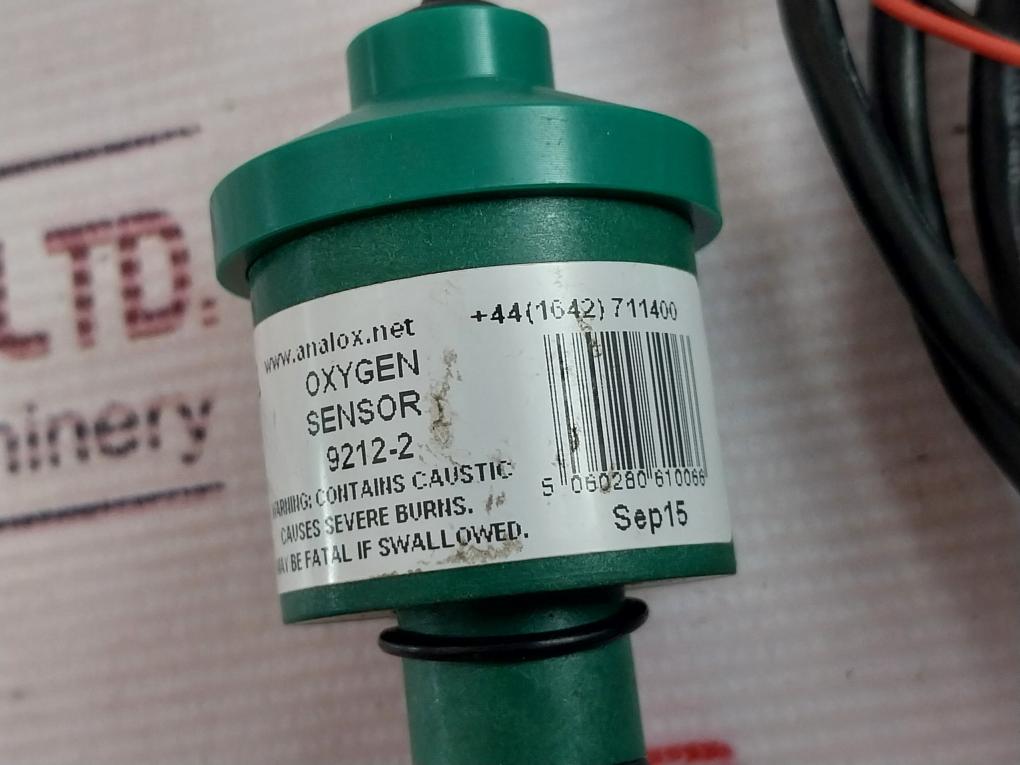 www.analox.net
+44(1642) 711400
OXYGEN
SENSOR
9212-2
WARNING: CONTAINS CAUSTIC
CAUSES SEVERE BURNS.
MAY BE FATAL IF SWALLOWED.
5 060280 610066
Sep15
LTD.
hinery